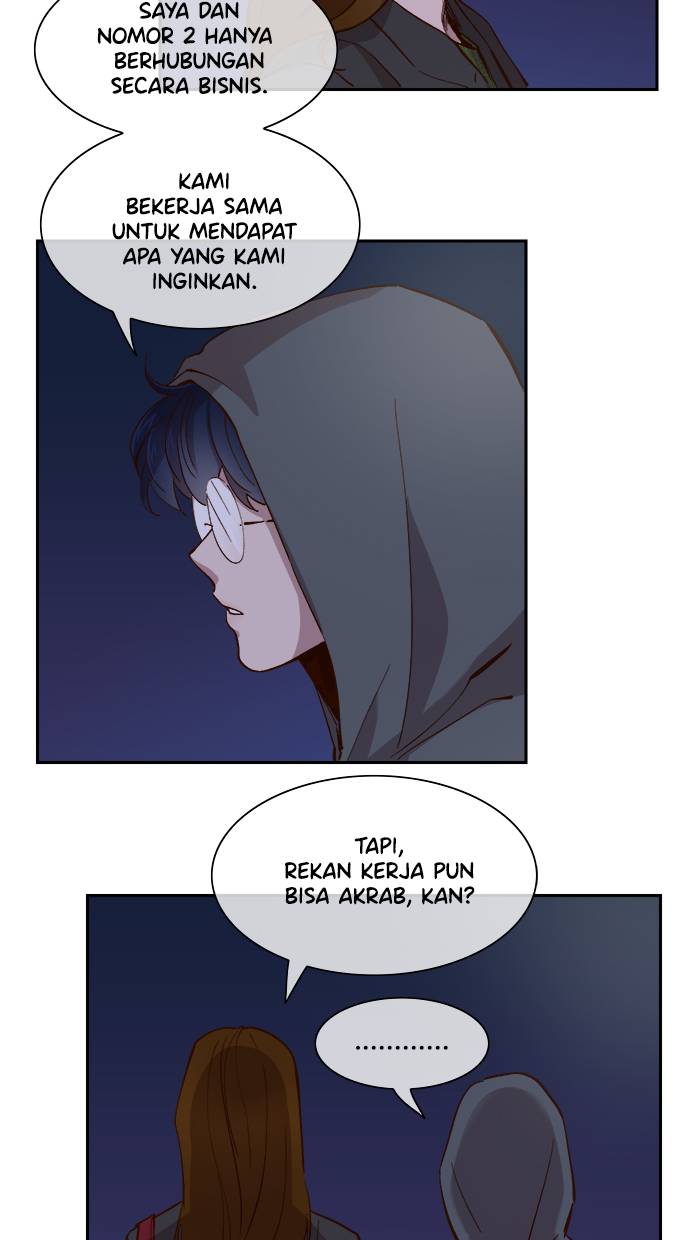 SAYA DAN
NOMOR 2 HANYA
BERHUBUNGAN
SECARA BISNIS.
KAMI
BEKERJA SAMA
UNTUK MENDAPAT
APA YANG KAMI
INGINKAN.
TAPI,
REKAN KERJA PUN
BISA AKRAB, KAN?
............